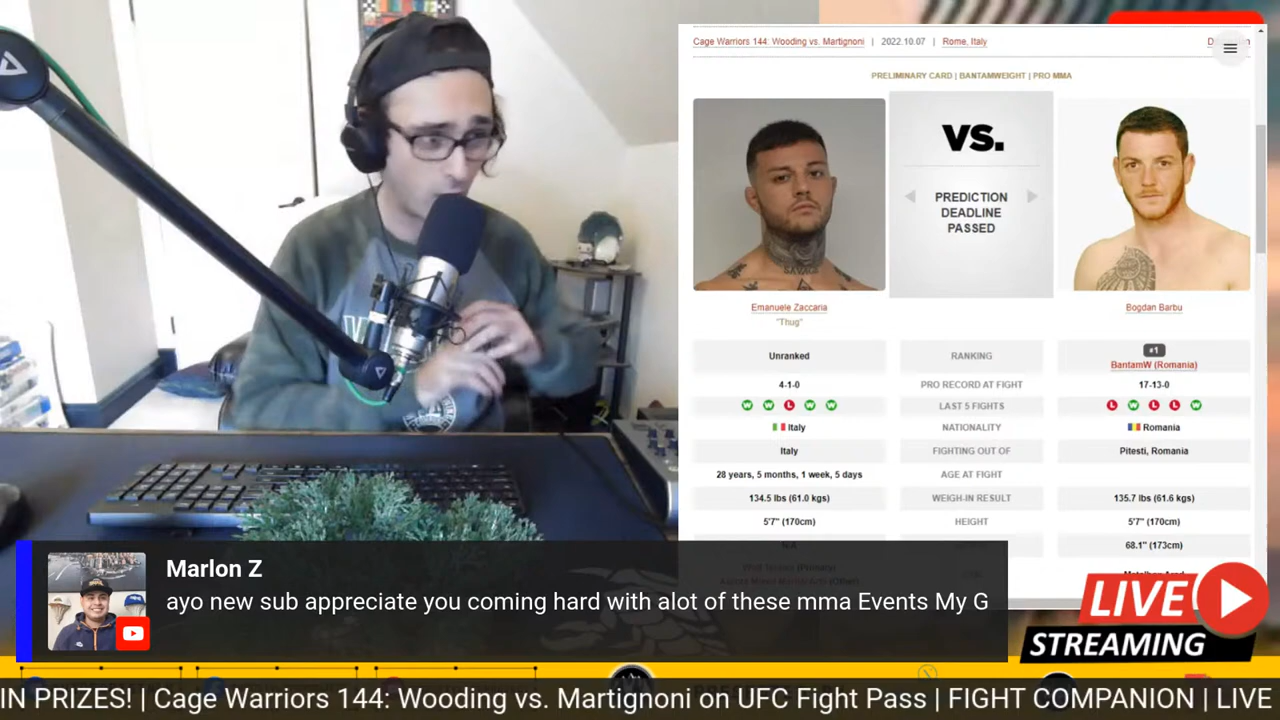 Cage Warriors 144: Wooding vs. Martignoni | 2022.10.07 | Rome, Italy
PRELIMINARY CARD | BANTAMWEIGHT | PRO MMA
VS.
PREDICTION
DEADLINE
PASSED
SAVAGE
Emanuele Zaccaria
"Thug"
Bogdan Barbu
Unranked
RANKING
#1
BantamW (Romania)
4-1-0
PRO RECORD AT FIGHT
17-13-0
W W L W W
LAST 5 FIGHTS
L W L L W
Italy
NATIONALITY
Romania
Italy
FIGHTING OUT OF
Pitesti, Romania
28 years, 5 months, 1 week, 5 days
AGE AT FIGHT
134.5 lbs (61.0 kgs)
WEIGH-IN RESULT
135.7 lbs (61.6 kgs)
5'7" (170cm)
HEIGHT
5'7" (170cm)
N/A
68.1" (173cm)
Marlon Z
ayo new sub appreciate you coming hard with alot of these mma Events My G
LIVE
STREAMING
IN PRIZES! | Cage Warriors 144: Wooding vs. Martignoni on UFC Fight Pass | FIGHT COMPANION | LIVE